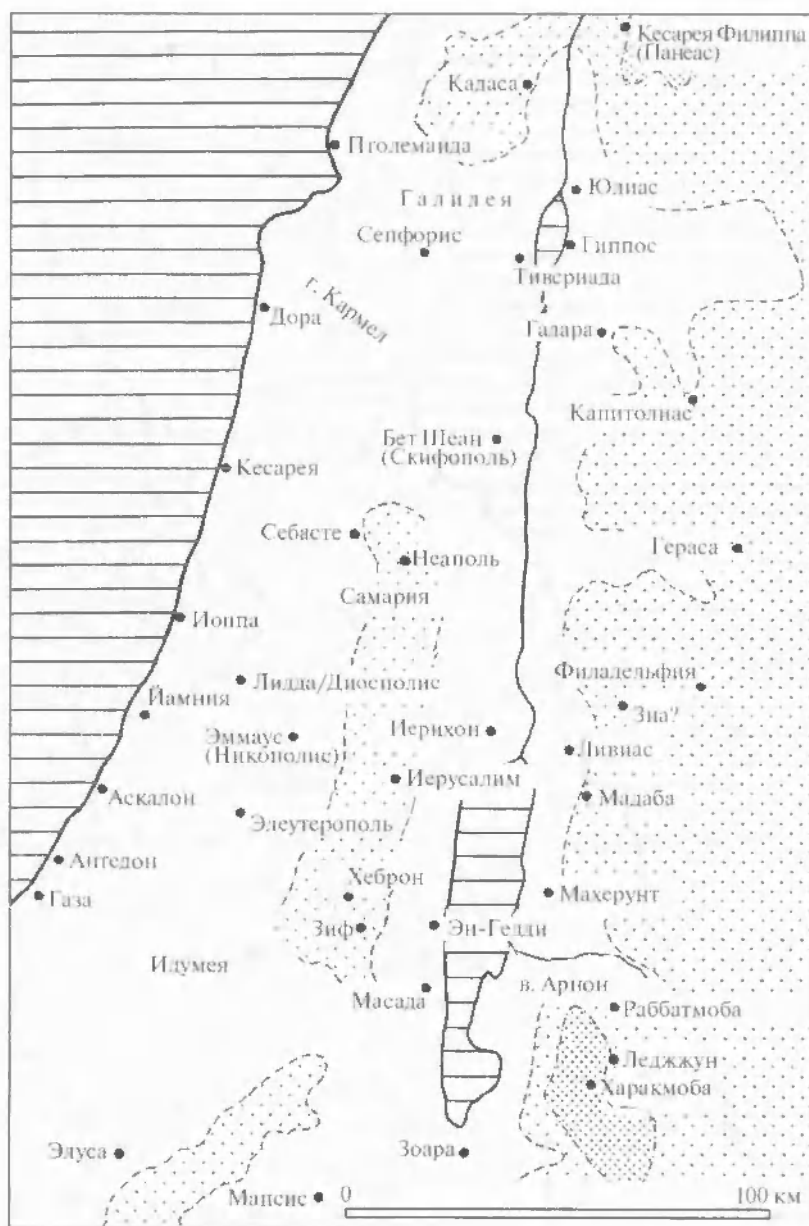 Кесарея Филиппа
(Панеас)
Кадаса
Птолемаида
Галилея
Юлиас
Сепфорис
Гиппос
Тивериада
г. Кармел
Дора
Гадара
Капитолиас
Бет Шеан
(Скифополь)
Кесарея
Себасте
Неаполь
Гераса
Самария
Иоппа
Филадельфия
Лидда/Диосполис
Зиа?
Йамния
Эммаус
(Никополис)
Иерихон
Ливиас
Иерусалим
Мадаба
Аскалон
Элеутерополь
Антедон
Газа
Хеброн
Махерунт
Зиф
Эн-Гедди
Идумея
Масада
в. Арнон
Раббатмоба
Леджжун
Харакмоба
Элуса
Зоара
Мапсис
0
100 км